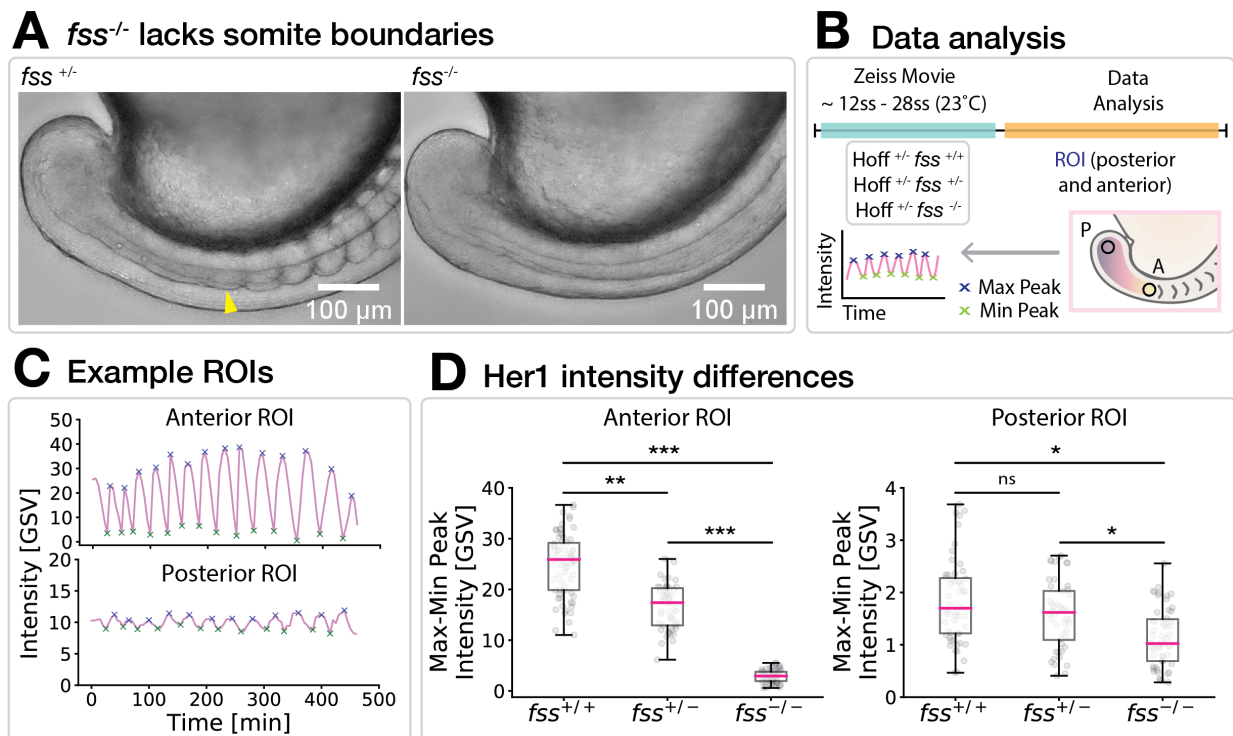 A fss -/- lacks somite boundaries
fss +/-
fss -/-
100 µm
100 µm
B Data analysis
Zeiss Movie
~ 12ss - 28ss (23˚C)
Data
Analysis
Hoff +/- fss +/+
Hoff +/- fss +/-
Hoff +/- fss -/-
ROI (posterior
and anterior)
P
A
Intensity
Time
Max Peak
Min Peak
C Example ROIs
Anterior ROI
50
40
30
20
10
0
Posterior ROI
20
15
10
5
0
Intensity [GSV]
0 100 200 300 400 500
Time [min]
D Her1 intensity differences
Anterior ROI
***
**
***
40
30
20
10
0
Max-Min Peak
Intensity [GSV]
fss+/+ fss+/− fss−/−
Posterior ROI
*
ns
*
4
3
2
1
0
Max-Min Peak
Intensity [GSV]
fss+/+ fss+/− fss−/−